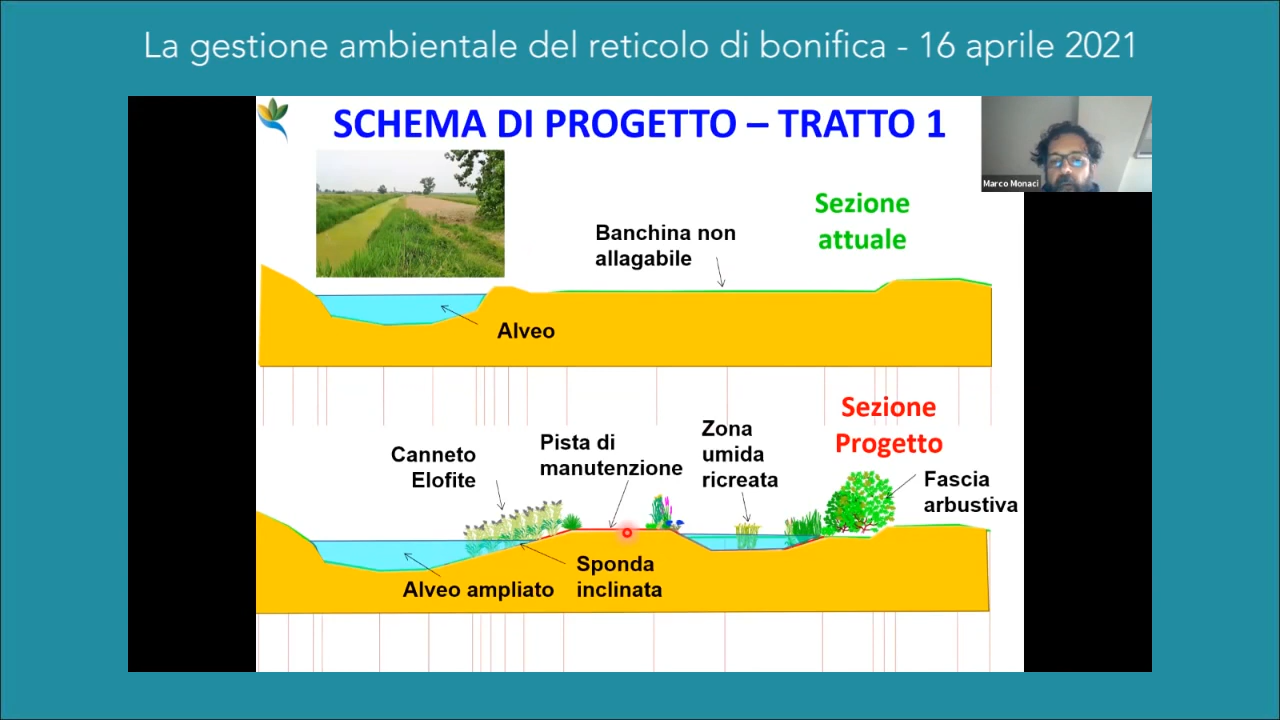 La gestione ambientale del reticolo di bonifica - 16 aprile 2021
SCHEMA DI PROGETTO – TRATTO 1
Marco Monaci
Sezione
attuale
Banchina non
allagabile
Alveo
Sezione
Progetto
Canneto
Elofite
Pista di
manutenzione
Zona
umida
ricreata
Fascia
arbustiva
Alveo ampliato
Sponda
inclinata